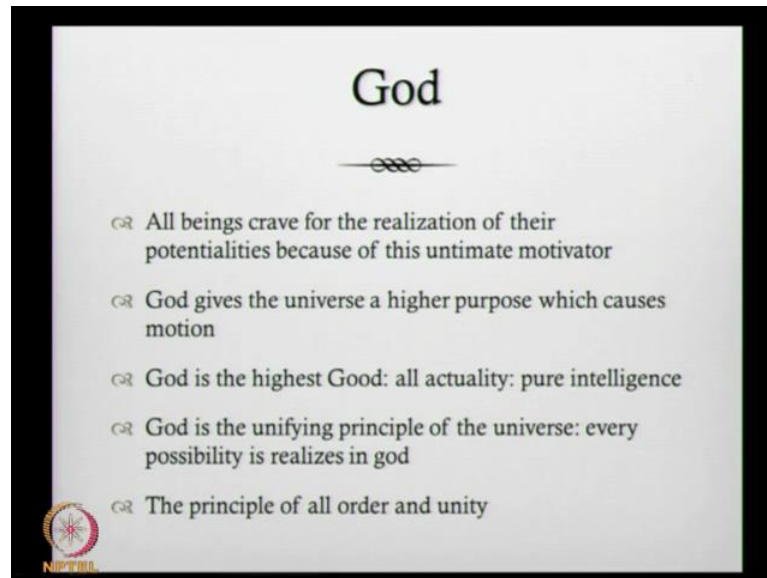 God
All beings crave for the realization of their
potentialities because of this untimate motivator
God gives the universe a higher purpose which causes
motion
God is the highest Good: all actuality: pure intelligence
God is the unifying principle of the universe: every
possibility is realizes in god
The principle of all order and unity
NPTEL